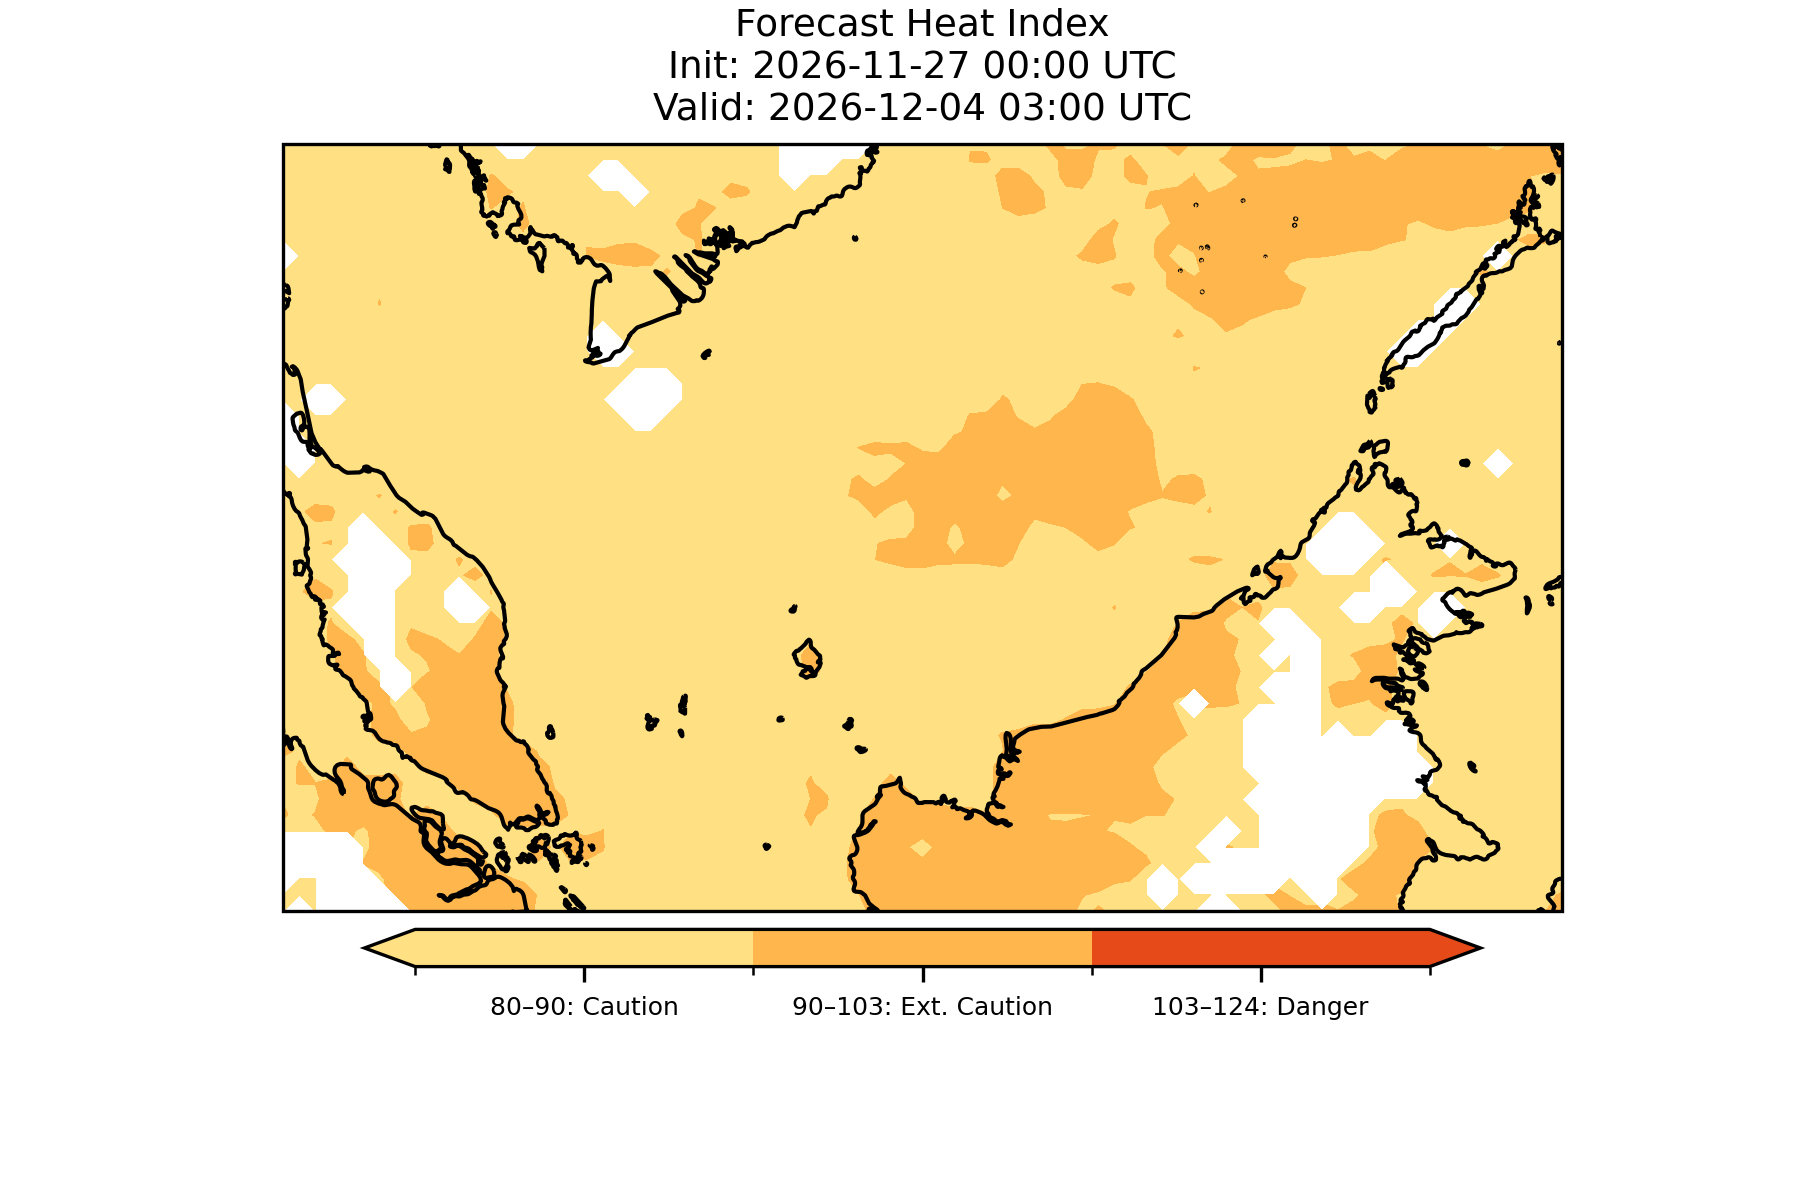 Forecast Heat Index
Init: 2026-11-27 00:00 UTC
Valid: 2026-12-04 03:00 UTC
80–90: Caution
90–103: Ext. Caution
103–124: Danger